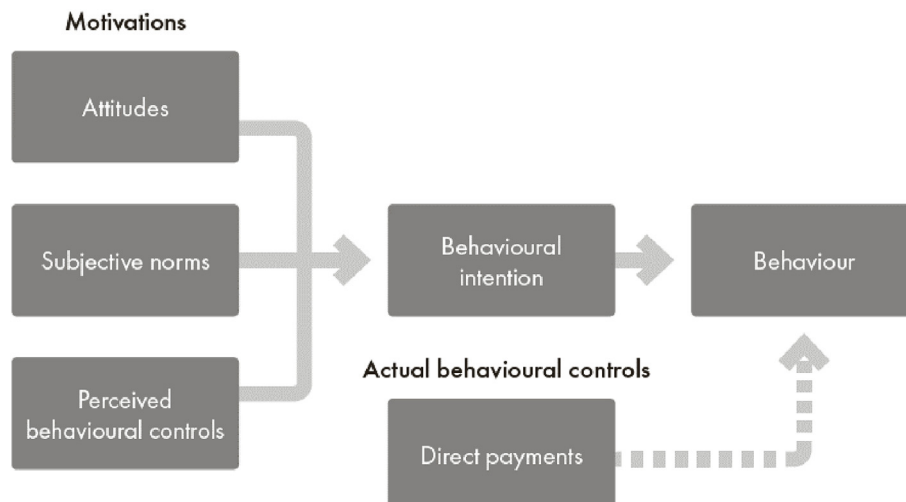 Motivations
Attitudes
Subjective norms
Perceived
behavioural controls
Behavioural
intention
Behaviour
Actual behavioural controls
Direct payments